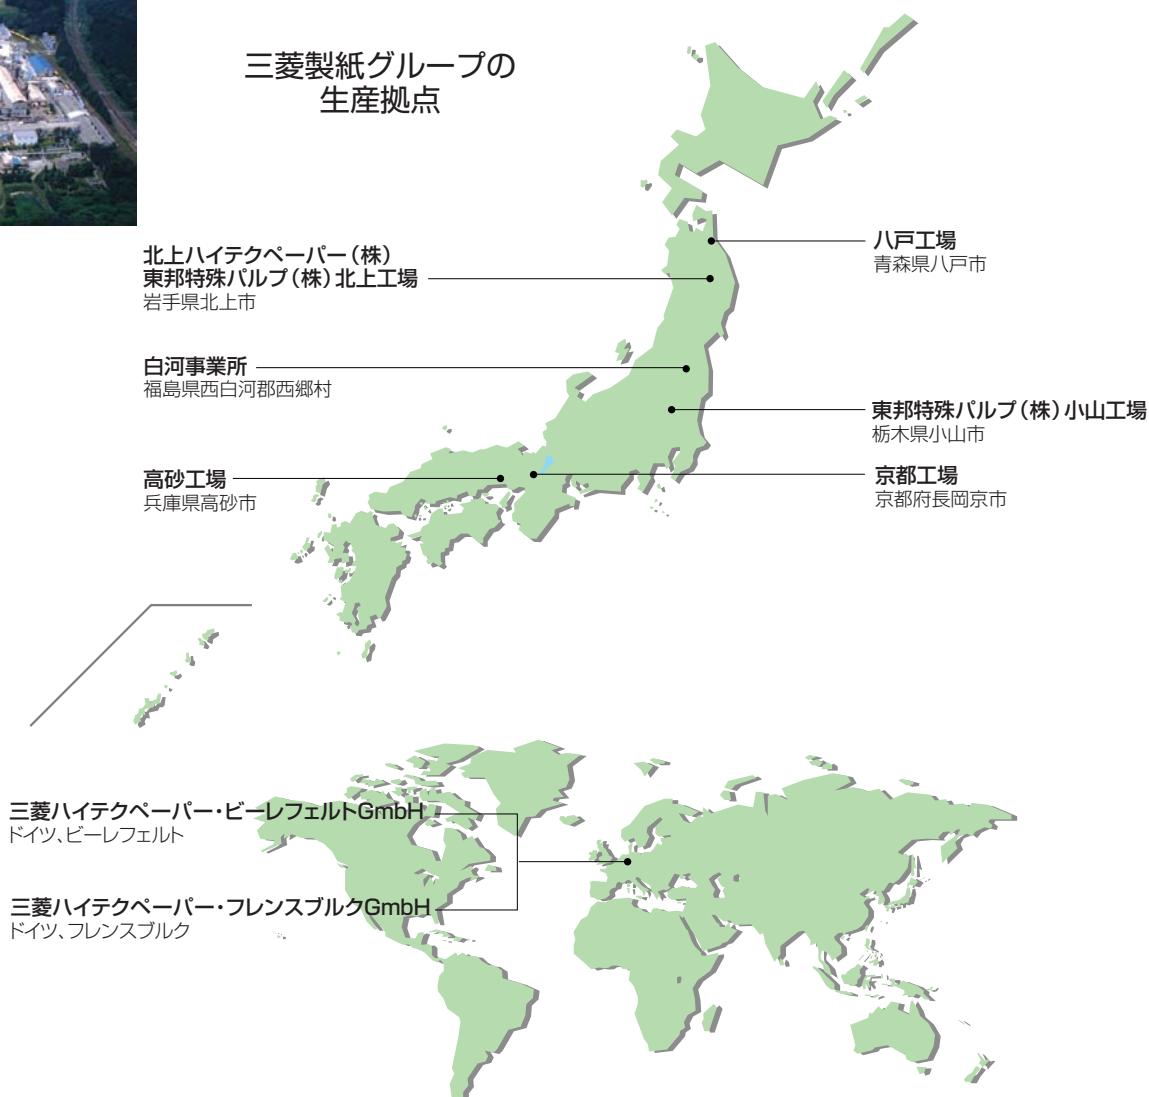 三菱製紙グループの
生産拠点
北上ハイテクペーパー(株)
東邦特殊パルプ(株)北上工場
岩手県北上市
八戸工場
青森県八戸市
白河事業所
福島県西白河郡西郷村
東邦特殊パルプ(株)小山工場
栃木県小山市
高砂工場
兵庫県高砂市
京都工場
京都府長岡京市
三菱ハイテクペーパー・ビーレフェルトGmbH
ドイツ、ビーレフェルト
三菱ハイテクペーパー・フレンスブルクGmbH
ドイツ、フレンスブルク